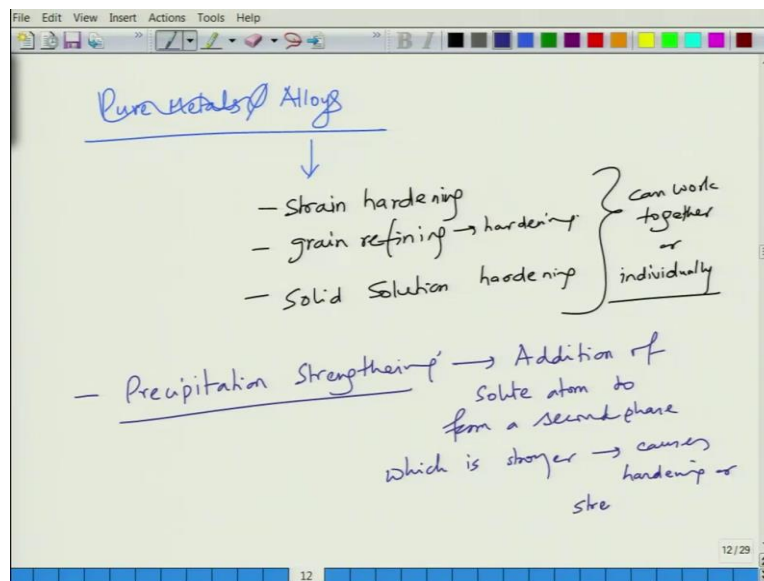 File Edit View Insert Actions Tools Help
Pure Metals / Alloys
- Strain hardening
- grain refining → hardening
- Solid Solution hardening
can work
together
or
individually
- Precipitation Strengtheing → Addition of
Solute atom to
form a second phase
which is stronger → causes
hardening or
stre
12/29
12